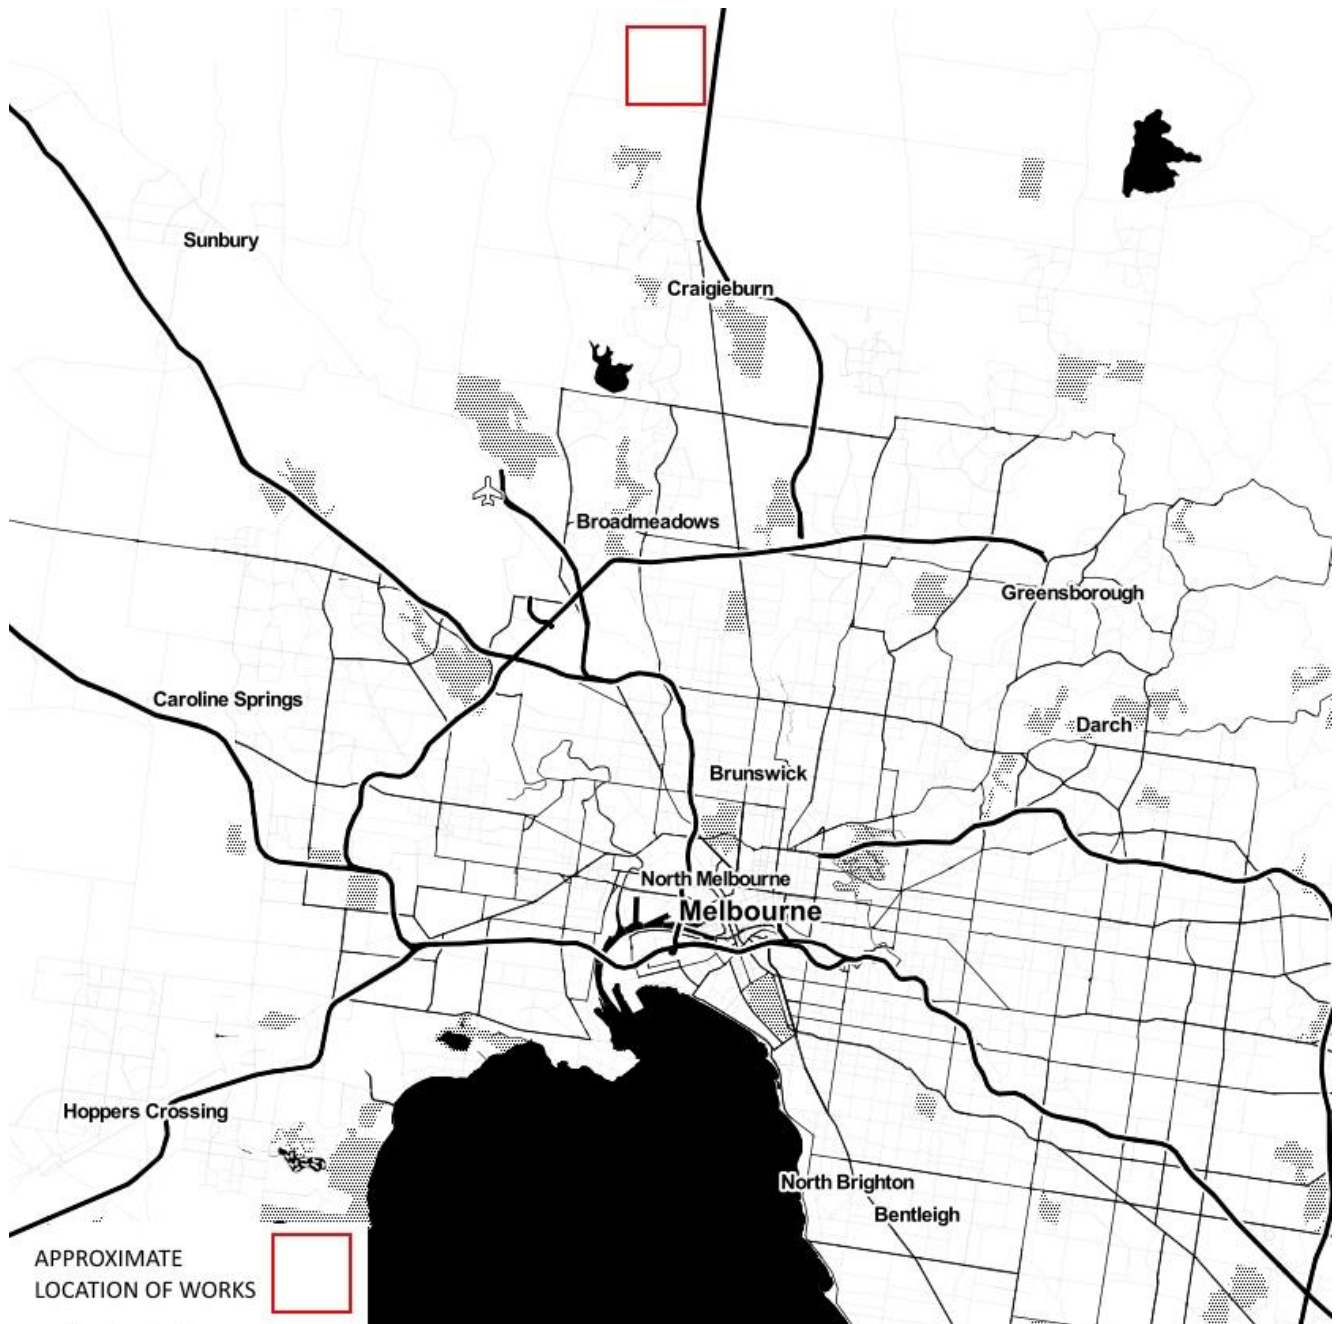 Sunbury
Craigieburn
Broadmeadows
Greensborough
Caroline Springs
Darch
Brunswick
North Melbourne
Melbourne
Hoppers Crossing
North Brighton
Bentleigh
APPROXIMATE
LOCATION OF WORKS